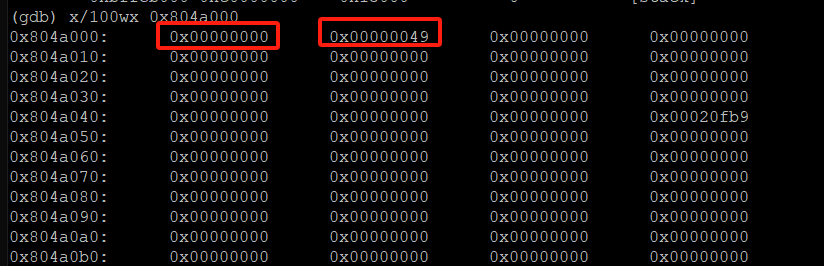 (gdb) x/100wx 0x804a000
0x804a000: 0x00000000 0x00000049 0x00000000 0x00000000
0x804a010: 0x00000000 0x00000000 0x00000000 0x00000000
0x804a020: 0x00000000 0x00000000 0x00000000 0x00000000
0x804a030: 0x00000000 0x00000000 0x00000000 0x00000000
0x804a040: 0x00000000 0x00000000 0x00000000 0x00020fb9
0x804a050: 0x00000000 0x00000000 0x00000000 0x00000000
0x804a060: 0x00000000 0x00000000 0x00000000 0x00000000
0x804a070: 0x00000000 0x00000000 0x00000000 0x00000000
0x804a080: 0x00000000 0x00000000 0x00000000 0x00000000
0x804a090: 0x00000000 0x00000000 0x00000000 0x00000000
0x804a0a0: 0x00000000 0x00000000 0x00000000 0x00000000
0x804a0b0: 0x00000000 0x00000000 0x00000000 0x00000000